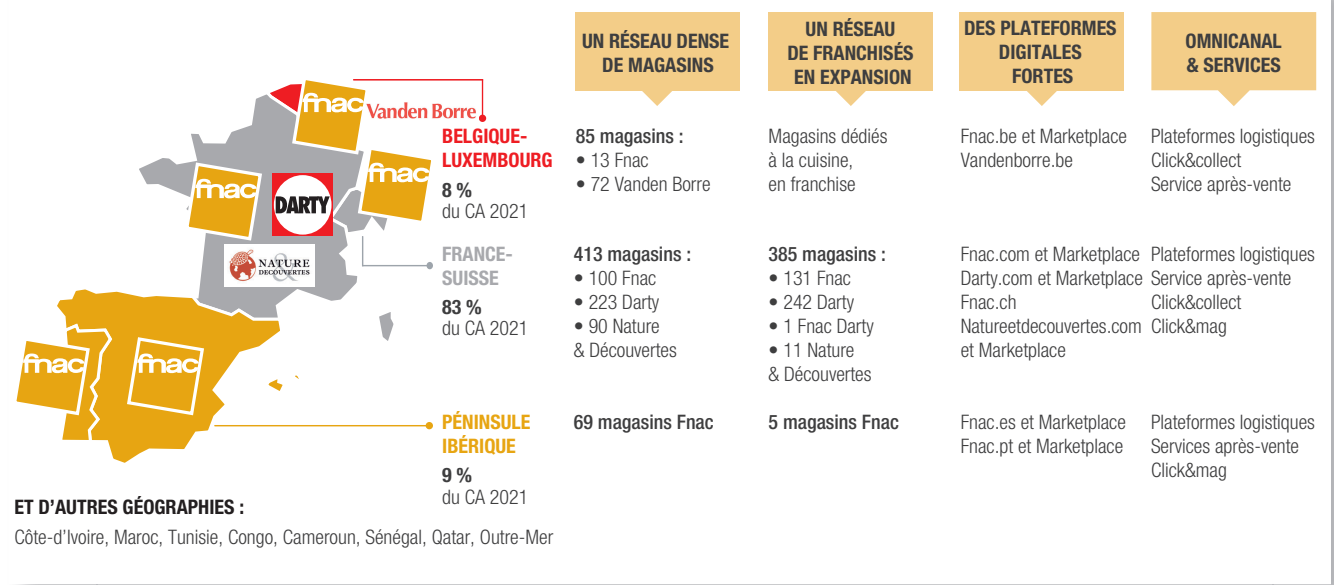 UN RÉSEAU DENSE
DE MAGASINS
UN RÉSEAU
DE FRANCHISÉS
EN EXPANSION
DES PLATEFORMES
DIGITALES
FORTES
OMNICANAL
& SERVICES
fnac
Vanden Borre
fnac
fnac
DARTY
NATURE
&
DECOUVERTES
fnac
fnac
BELGIQUE-
LUXEMBOURG
8 %
du CA 2021
85 magasins :
• 13 Fnac
• 72 Vanden Borre
Magasins dédiés
à la cuisine,
en franchise
Fnac.be et Marketplace
Vandenborre.be
Plateformes logistiques
Click&collect
Service après-vente
FRANCE-
SUISSE
83 %
du CA 2021
413 magasins :
• 100 Fnac
• 223 Darty
• 90 Nature
& Découvertes
385 magasins :
• 131 Fnac
• 242 Darty
• 1 Fnac Darty
• 11 Nature
& Découvertes
Fnac.com et Marketplace
Darty.com et Marketplace
Fnac.ch
Natureetdecouvertes.com
et Marketplace
Plateformes logistiques
Service après-vente
Click&collect
Click&mag
PÉNINSULE
IBÉRIQUE
9 %
du CA 2021
69 magasins Fnac
5 magasins Fnac
Fnac.es et Marketplace
Fnac.pt et Marketplace
Plateformes logistiques
Services après-vente
Click&mag
ET D'AUTRES GÉOGRAPHIES :
Côte-d'Ivoire, Maroc, Tunisie, Congo, Cameroun, Sénégal, Qatar, Outre-Mer